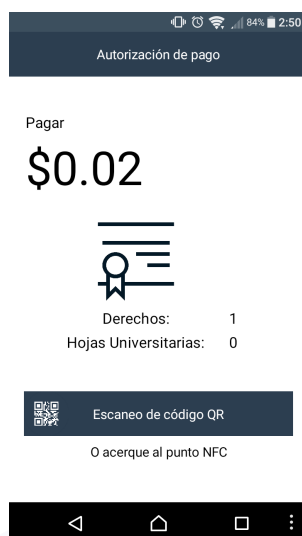 84% 2:50
Autorización de pago
Pagar
$0.02
Derechos: 1
Hojas Universitarias: 0
Escaneo de código QR
O acerque al punto NFC